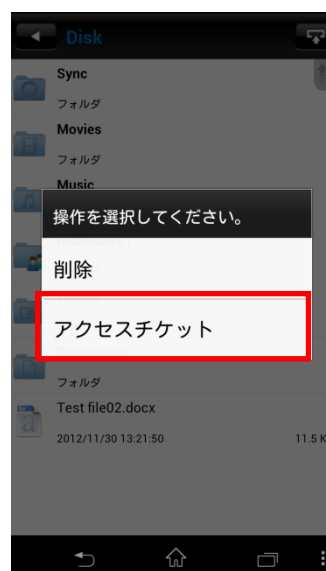 Disk
Sync
フォルダ
Movies
フォルダ
Music
操作を選択してください。
削除
アクセスチケット
フォルダ
Test file02.docx
2012/11/30 13:21:50 11.5 K